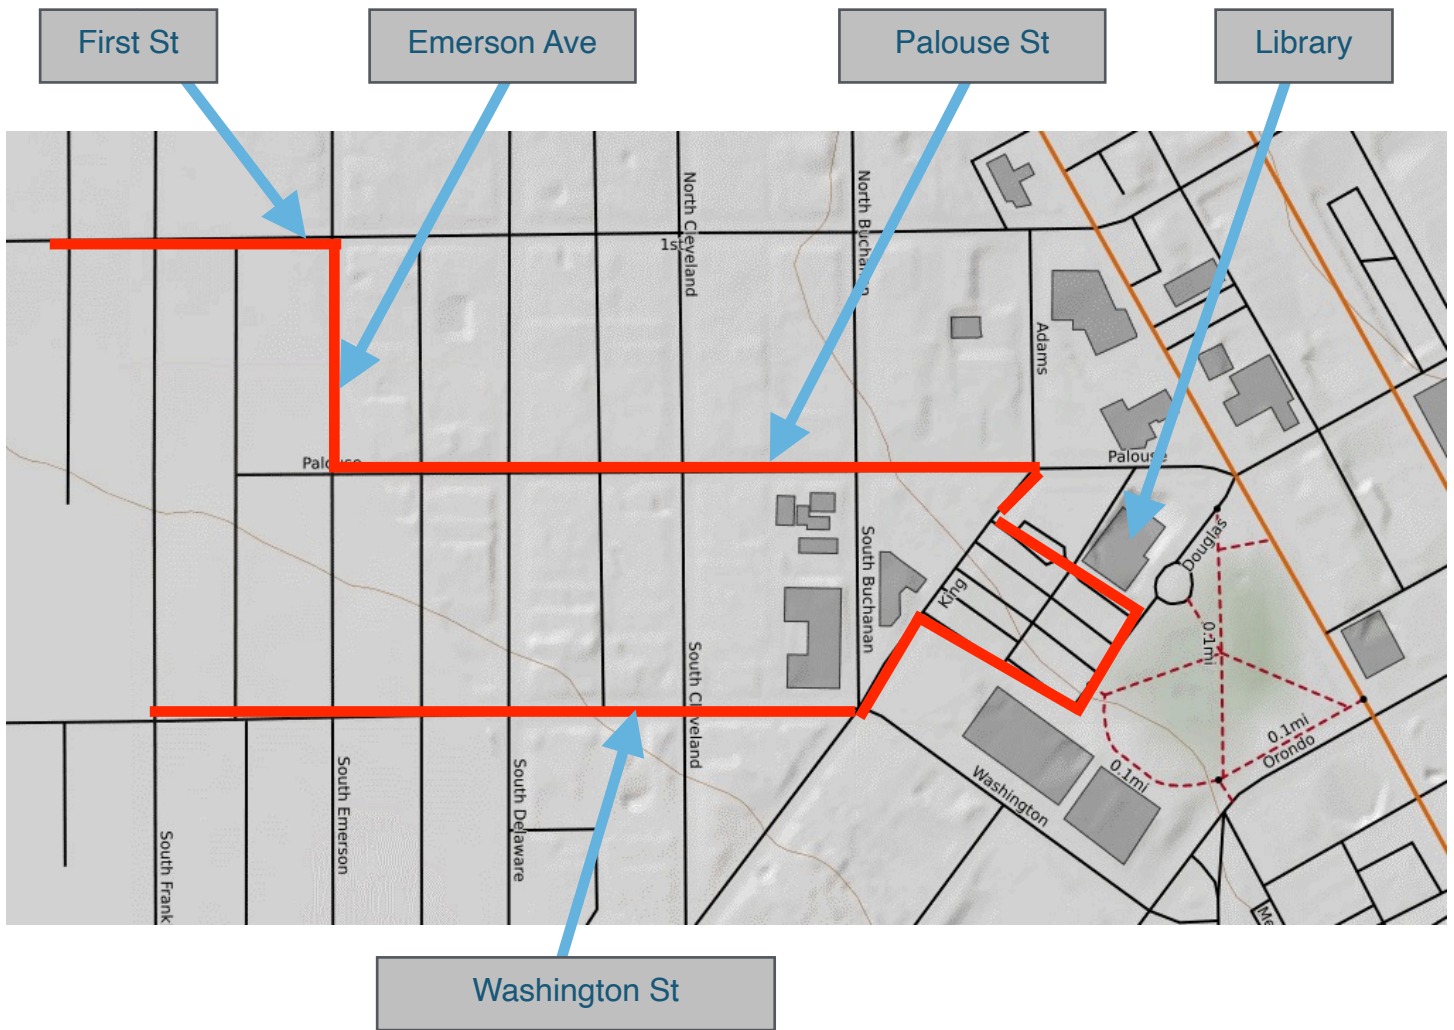 First St
Emerson Ave
Palouse St
Library
North Cleveland
North Buchanan
1st
Adams
Palouse
Palouse
Douglas
South Buchanan
King
0.1mi
South Cleveland
0.1mi
Orondo
0.1mi
Washington
South Emerson
South Delaware
South Frank
Me
Washington St